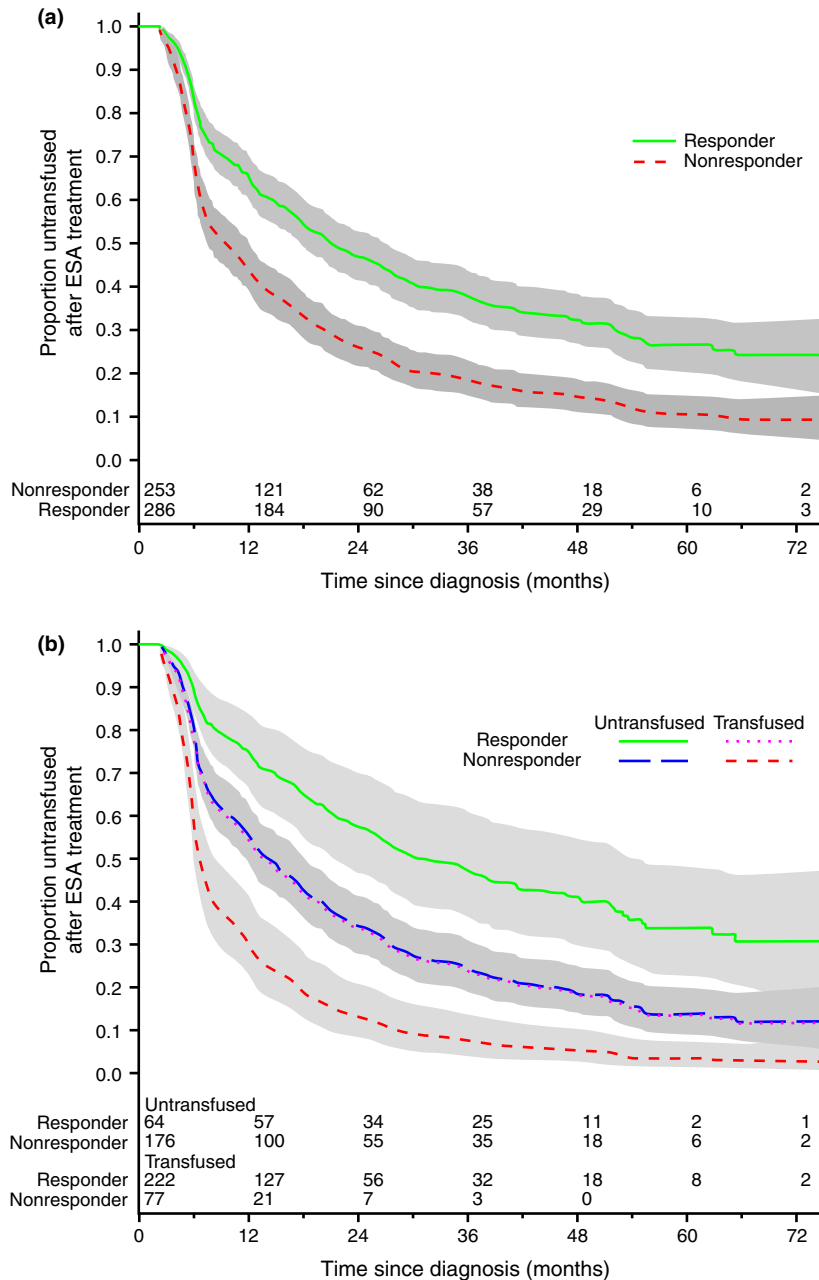 (a)
1.0
0.9
0.8
0.7
0.6
0.5
0.4
0.3
0.2
0.1
0.0
Proportion untransfused
after ESA treatment
Responder
Nonresponder
Nonresponder 253 121 62 38 18 6 2
Responder 286 184 90 57 29 10 3
0 12 24 36 48 60 72
Time since diagnosis (months)
(b)
1.0
0.9
0.8
0.7
0.6
0.5
0.4
0.3
0.2
0.1
0.0
Proportion untransfused
after ESA treatment
Untransfused Transfused
Responder
Nonresponder
Untransfused
Responder 64 57 34 25 11 2 1
Nonresponder 176 100 55 35 18 6 2
Transfused
Responder 222 127 56 32 18 8 2
Nonresponder 77 21 7 3 0
0 12 24 36 48 60 72
Time since diagnosis (months)